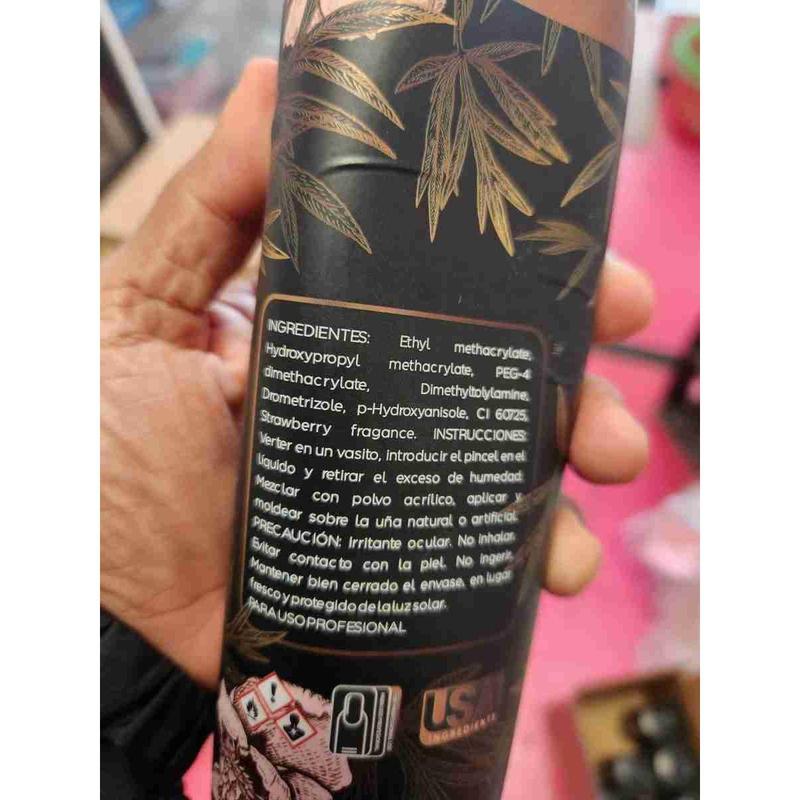 INGREDIENTES: Ethyl methacrylate,
Hydroxypropyl methacrylate, PEG-4
dimethacrylate, Dimethyltolylamine,
Drometrizole, p-Hydroxyanisole, CI 60725,
Strawberry fragance. INSTRUCCIONES:
Verter en un vasito, introducir el pincel en el
líquido y retirar el exceso de humedad.
Mezclar con polvo acrílico, aplicar y
moldear sobre la uña natural o artificial.
PRECAUCIÓN: Irritante ocular. No inhalar.
Evitar contacto con la piel. No ingerir.
Mantener bien cerrado el envase, en lugar
fresco y protegido de la luz solar.
PARA USO PROFESIONAL
USA
INGREDIENTS